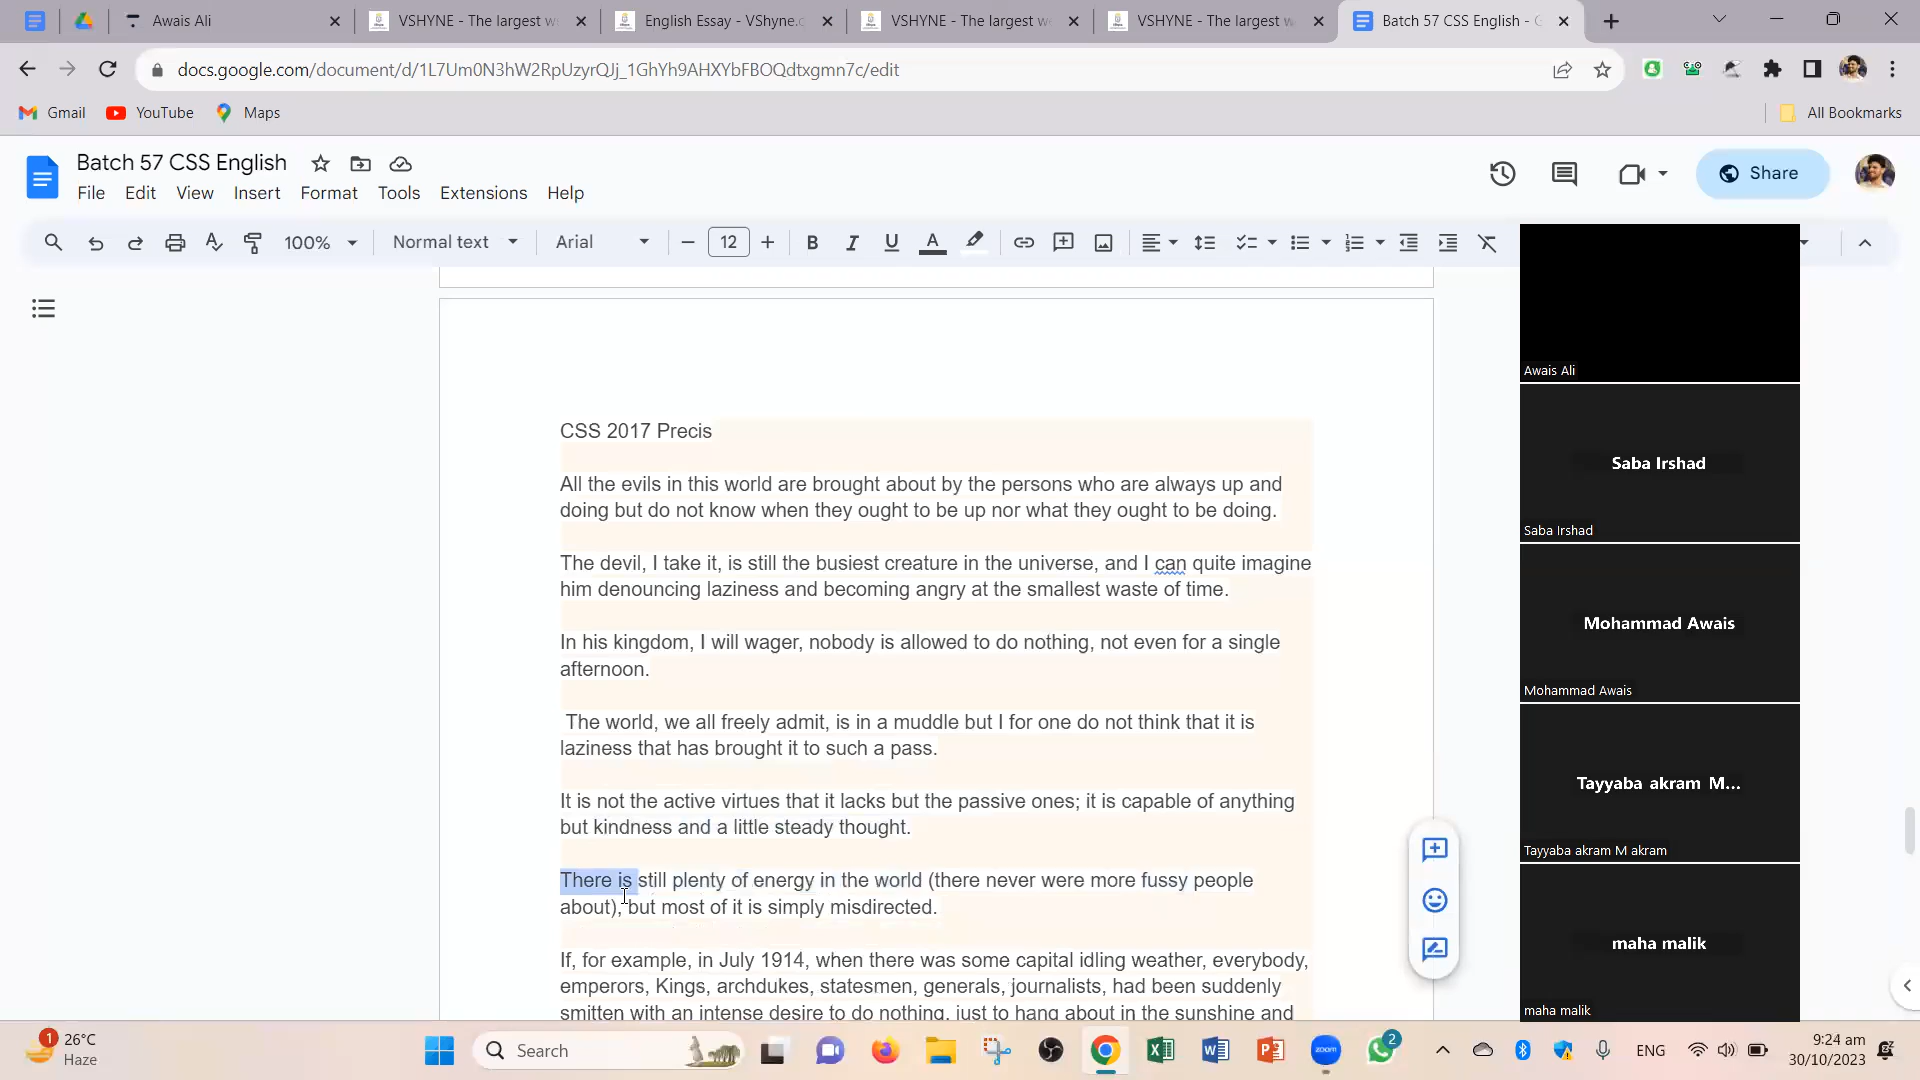 Awais Ali
VSHYNE - The largest w
English Essay - VShyne.c
VSHYNE - The largest w
VSHYNE - The largest w
Batch 57 CSS English - G
docs.google.com/document/d/1L7Um0N3hW2RpUzyrQJj_1GhYh9AHXYbFBOQdtxgmn7c/edit
Gmail
YouTube
Maps
All Bookmarks
Batch 57 CSS English
Share
File Edit View Insert Format Tools Extensions Help
100% Normal text Arial 12
CSS 2017 Precis
All the evils in this world are brought about by the persons who are always up and
doing but do not know when they ought to be up nor what they ought to be doing.
The devil, I take it, is still the busiest creature in the universe, and I can quite imagine
him denouncing laziness and becoming angry at the smallest waste of time.
In his kingdom, I will wager, nobody is allowed to do nothing, not even for a single
afternoon.
The world, we all freely admit, is in a muddle but I for one do not think that it is
laziness that has brought it to such a pass.
It is not the active virtues that it lacks but the passive ones; it is capable of anything
but kindness and a little steady thought.
There is still plenty of energy in the world (there never were more fussy people
about), but most of it is simply misdirected.
If, for example, in July 1914, when there was some capital idling weather, everybody,
emperors, Kings, archdukes, statesmen, generals, journalists, had been suddenly
smitten with an intense desire to do nothing, just to hang about in the sunshine and
Awais Ali
Saba Irshad
Saba Irshad
Mohammad Awais
Mohammad Awais
Tayyaba akram M...
Tayyaba akram M akram
maha malik
maha malik
1
26°C
Haze
Search
zoom
2
ENG
9:24 am
30/10/2023